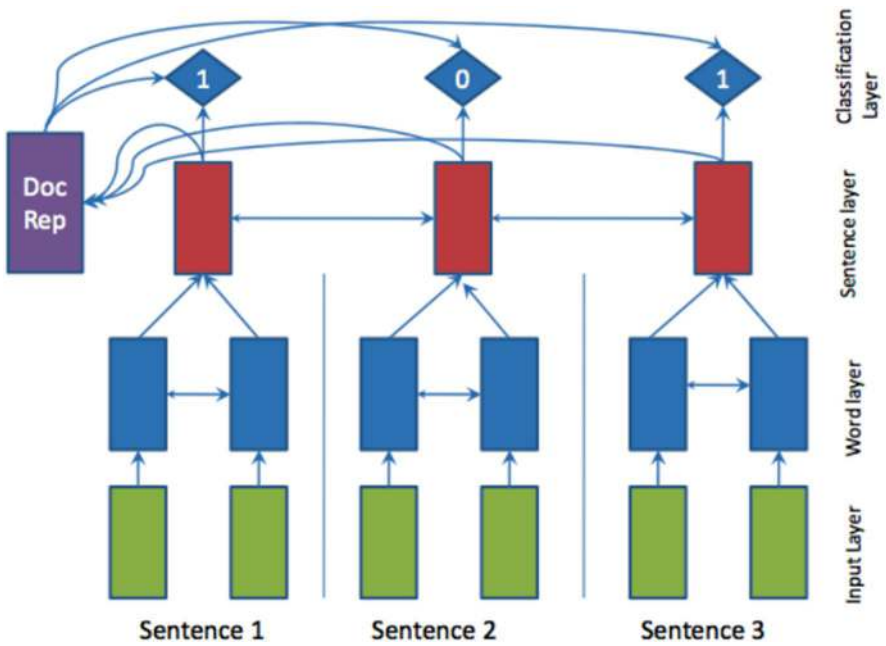 1
0
1
Classification
Layer
Doc
Rep
Sentence layer
Word layer
Input Layer
Sentence 1
Sentence 2
Sentence 3